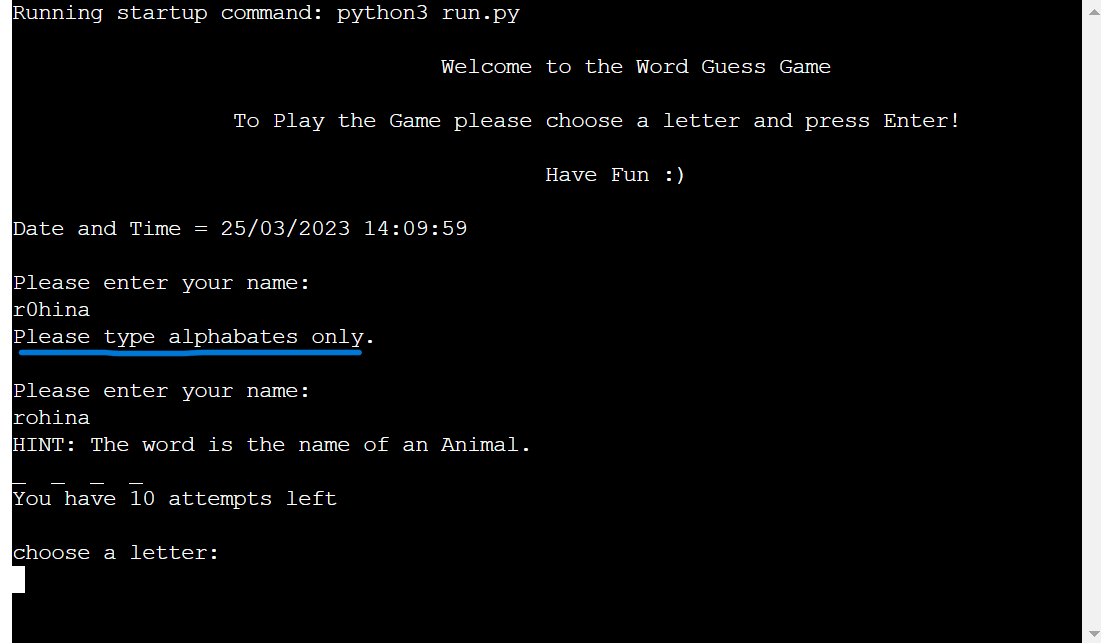 Running startup command: python3 run.py
Welcome to the Word Guess Game
To Play the Game please choose a letter and press Enter!
Have Fun :)
Date and Time = 25/03/2023 14:09:59
Please enter your name:
r0hina
Please type alphabates only.
Please enter your name:
rohina
HINT: The word is the name of an Animal.
_ _ _ _
You have 10 attempts left
choose a letter: